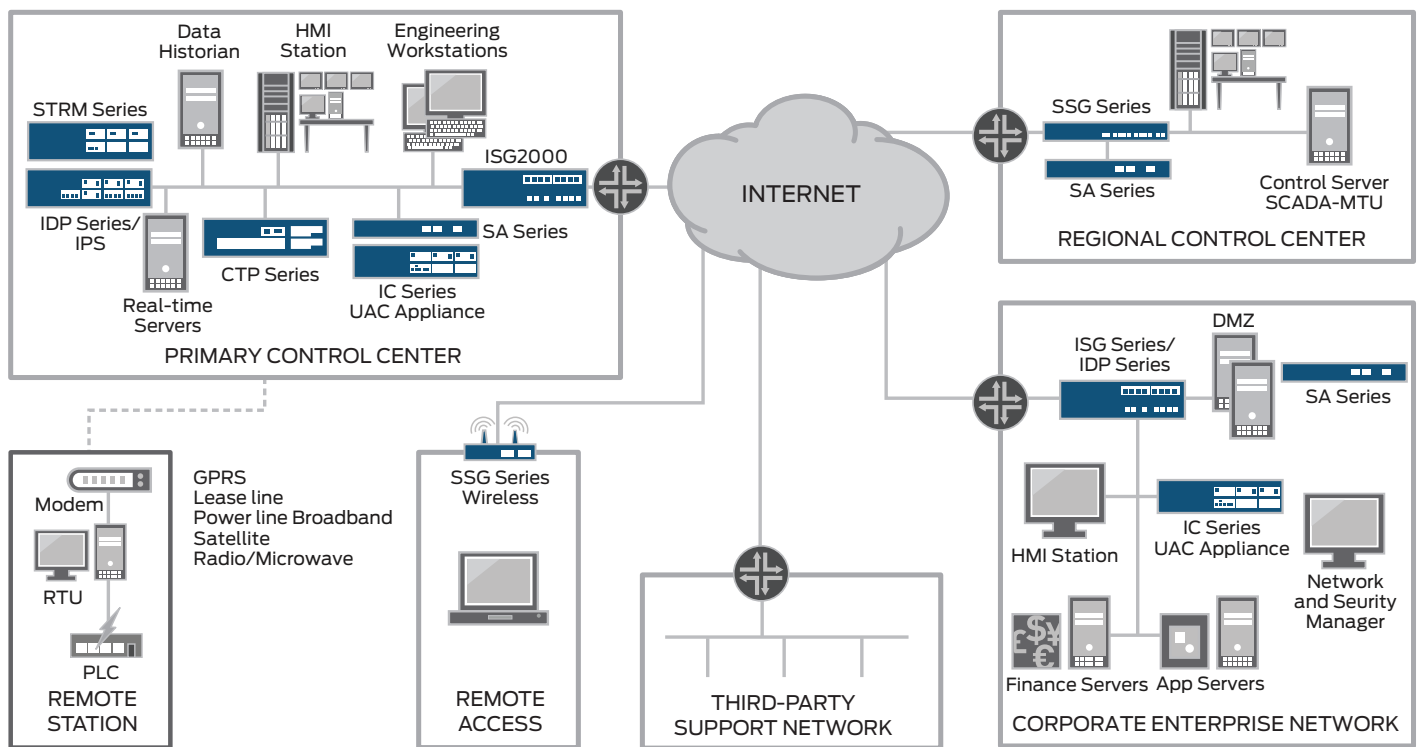 Data
Historian
HMI
Station
Engineering
Workstations
STRM Series
ISG2000
IDP Series/
IPS
SA Series
CTP Series
Real-time
Servers
IC Series
UAC Appliance
PRIMARY CONTROL CENTER
INTERNET
SSG Series
SA Series
Control Server
SCADA-MTU
REGIONAL CONTROL CENTER
Modem
RTU
PLC
REMOTE
STATION
GPRS
Lease line
Power line Broadband
Satellite
Radio/Microwave
SSG Series
Wireless
REMOTE
ACCESS
THIRD-PARTY
SUPPORT NETWORK
ISG Series/
IDP Series
DMZ
SA Series
HMI Station
IC Series
UAC Appliance
Network
and Seurity
Manager
£$¥€
Finance Servers
App Servers
CORPORATE ENTERPRISE NETWORK